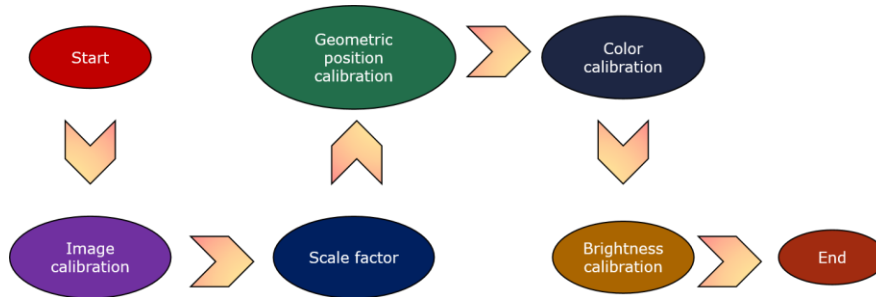 Start
Image
calibration
Scale factor
Geometric
position
calibration
Color
calibration
Brightness
calibration
End